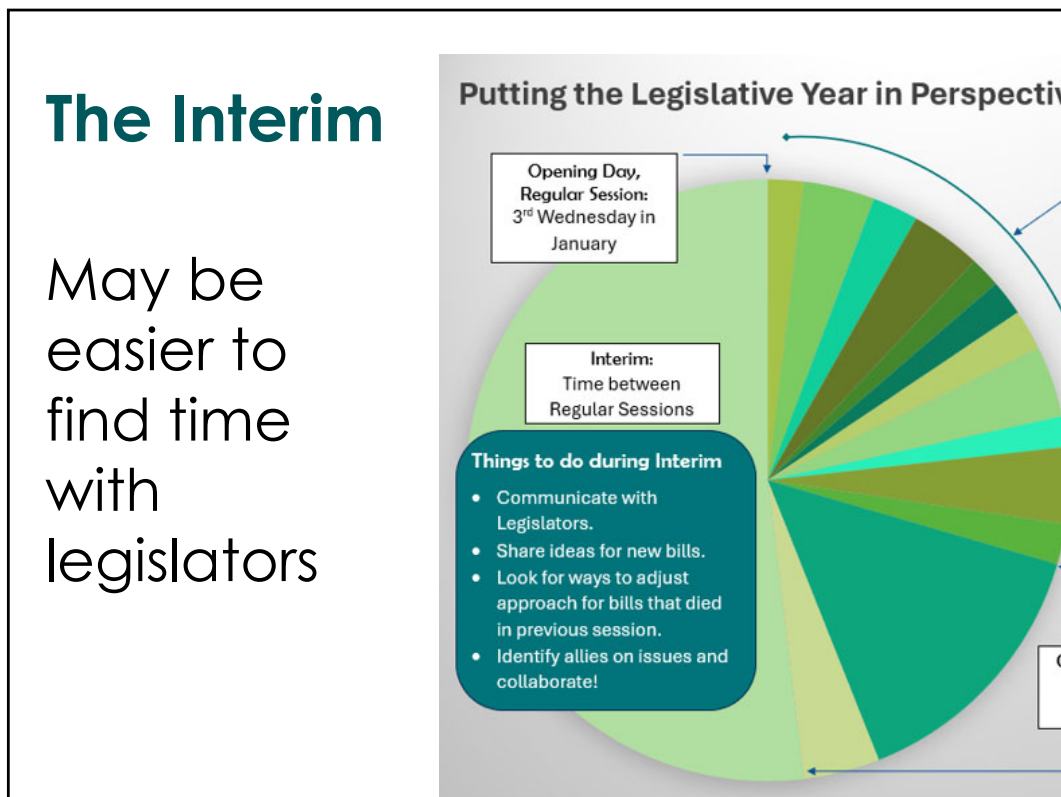 The Interim
May be
easier to
find time
with
legislators
Putting the Legislative Year in Perspectiv
Opening Day,
Regular Session:
3rd Wednesday in
January
Interim:
Time between
Regular Sessions
Things to do during Interim
• Communicate with
Legislators.
• Share ideas for new bills.
• Look for ways to adjust
approach for bills that died
in previous session.
• Identify allies on issues and
collaborate!